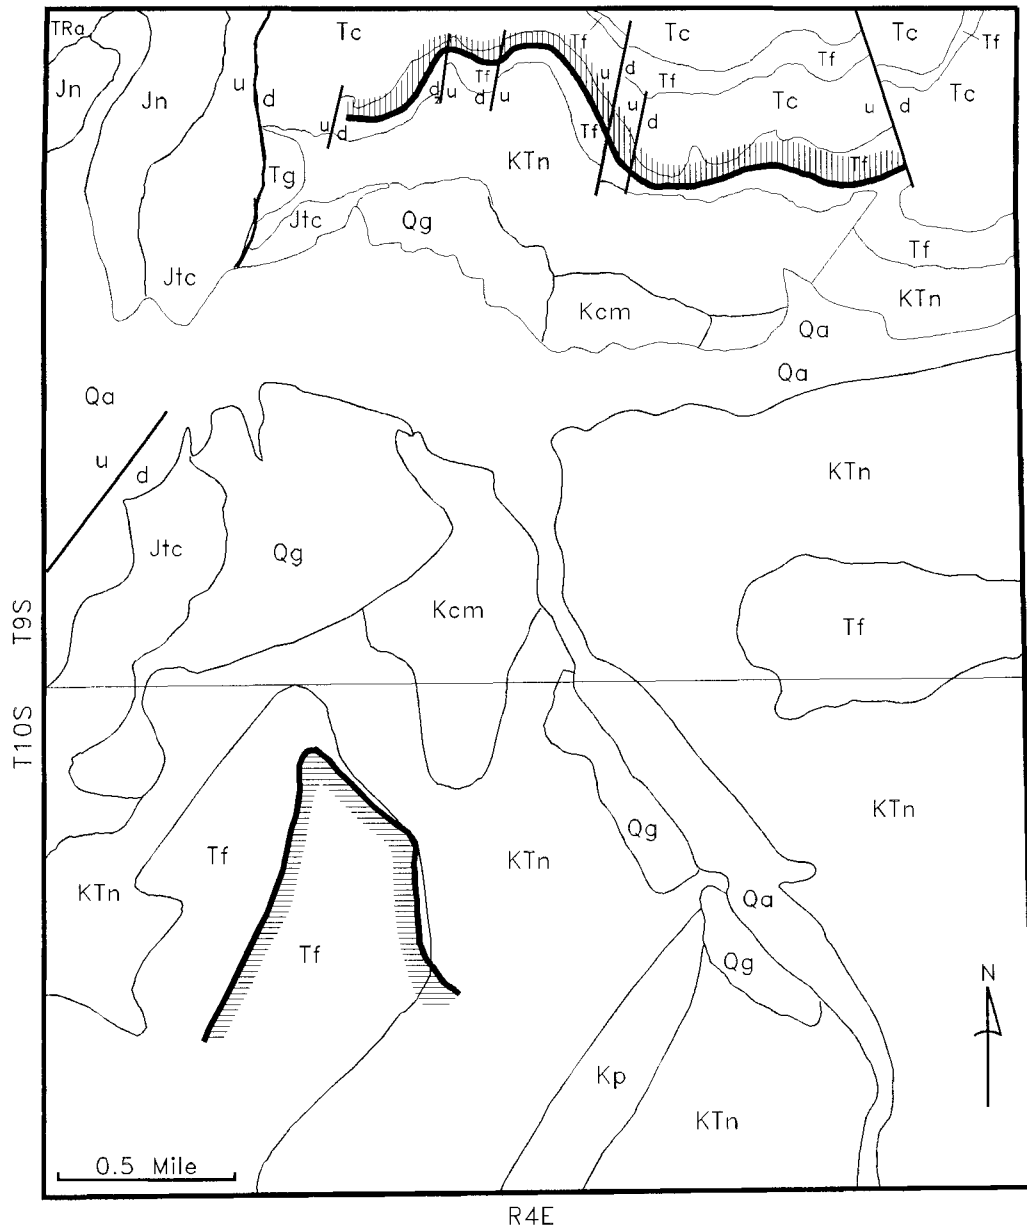 TRa
Tc
Tf
Tc
Tc
Tf
Jn
Jn
u
d
Tf
d
u
d
u
u
d
Tf
Tf
Tc
u
d
Tc
u
d
u
d
Tf
KTn
Tf
Tg
Jtc
Qg
Tf
Jtc
KTn
Kcm
Qa
Qa
Qa
u
d
KTn
Jtc
Qg
Kcm
Tf
T9S
T10S
KTn
Tf
KTn
Qg
KTn
Qa
Tf
Qg
N
Kp
KTn
0.5 Mile
R4E